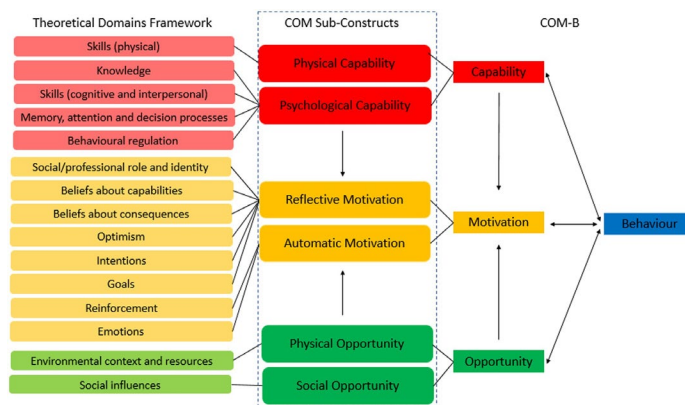 Theoretical Domains Framework
COM Sub-Constructs
COM-B
Skills (physical)
Knowledge
Skills (cognitive and interpersonal)
Memory, attention and decision processes
Behavioural regulation
Social/professional role and identity
Beliefs about capabilities
Beliefs about consequences
Optimism
Intentions
Goals
Reinforcement
Emotions
Environmental context and resources
Social influences
Physical Capability
Psychological Capability
Reflective Motivation
Automatic Motivation
Physical Opportunity
Social Opportunity
Capability
Motivation
Opportunity
Behaviour